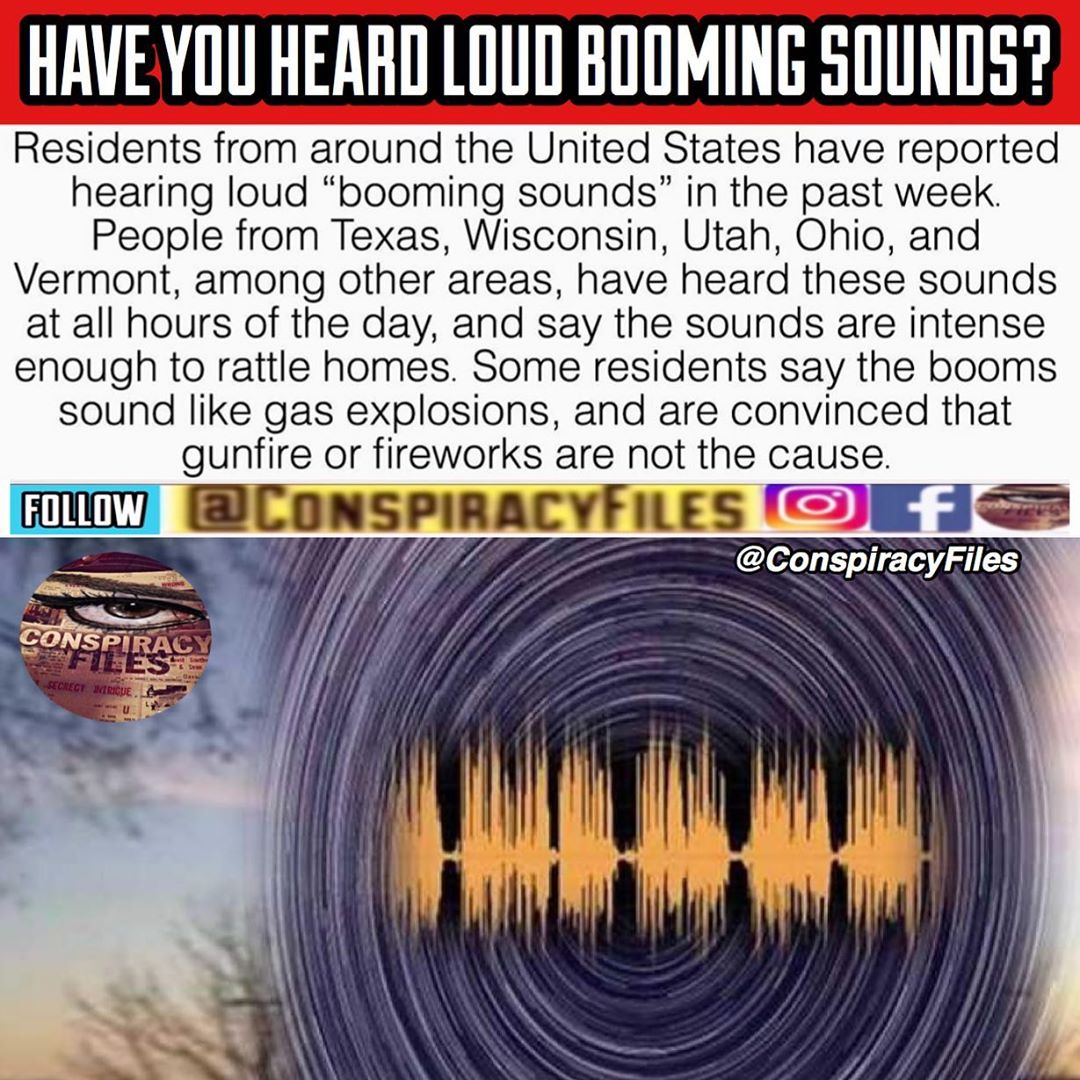 HAVE YOU HEARD LOUD BOOMING SOUNDS?
Residents from around the United States have reported
hearing loud “booming sounds” in the past week.
People from Texas, Wisconsin, Utah, Ohio, and
Vermont, among other areas, have heard these sounds
at all hours of the day, and say the sounds are intense
enough to rattle homes. Some residents say the booms
sound like gas explosions, and are convinced that
gunfire or fireworks are not the cause.
FOLLOW @CONSPIRACYFILES
@ConspiracyFiles
CONSPIRACY
FILES
SECRECY INTRIGUE